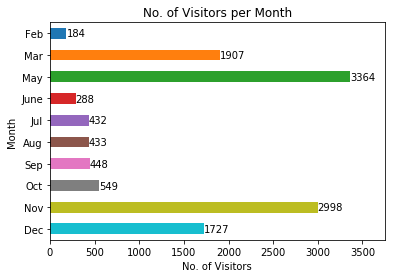 No. of Visitors per Month
Feb 184
Mar 1907
May 3364
June 288
Jul 432
Aug 433
Sep 448
Oct 549
Nov 2998
Dec 1727
Month
0 500 1000 1500 2000 2500 3000 3500
No. of Visitors